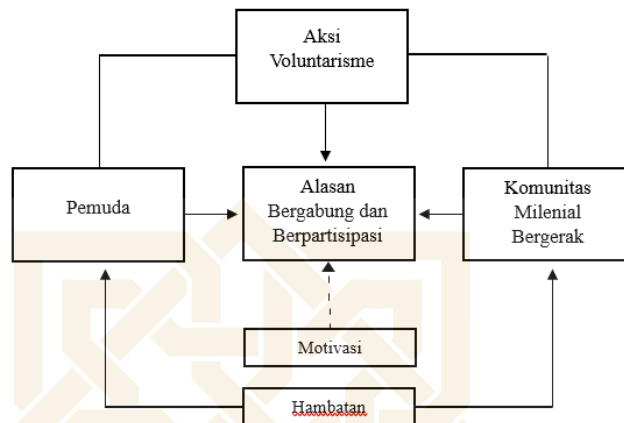 Aksi
Voluntarisme
Pemuda
Alasan
Bergabung dan
Berpartisipasi
Komunitas
Milenial
Bergerak
Motivasi
Hambatan